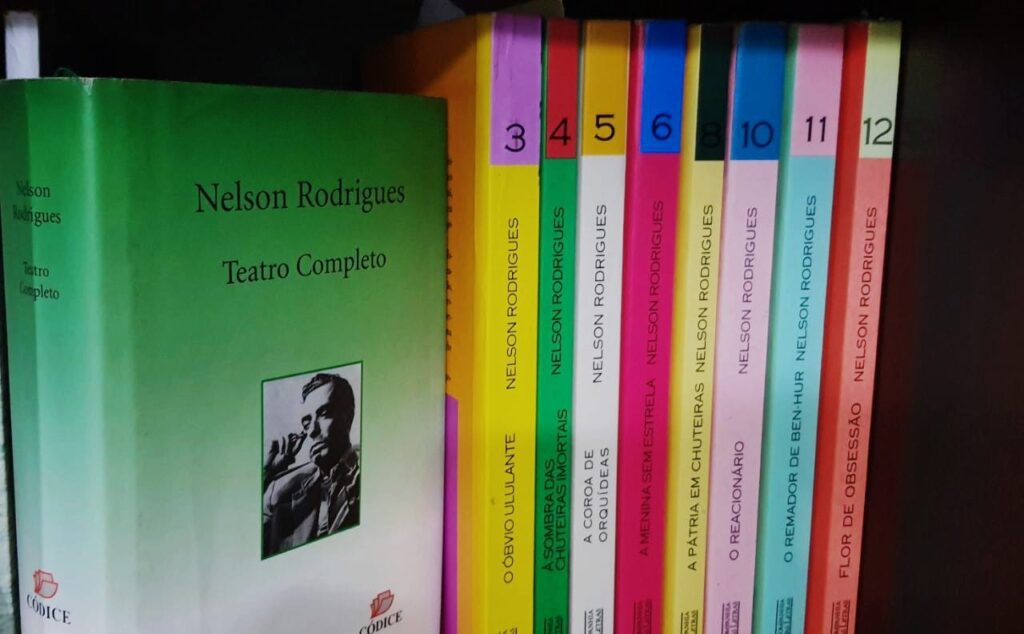 Nelson
Rodrigues
Teatro
Completo
CÓDICE
Nelson Rodrigues
Teatro Completo
CÓDICE
3
NELSON RODRIGUES
O ÓBVIO ULULANTE
4
NELSON RODRIGUES
À SOMBRA DAS
CHUTEIRAS IMORTAIS
5
NELSON RODRIGUES
A COROA DE
ORQUÍDEAS
6
NELSON RODRIGUES
A MENINA SEM ESTRELA
8
NELSON RODRIGUES
A PÁTRIA EM CHUTEIRAS
10
NELSON RODRIGUES
O REACIONÁRIO
11
NELSON RODRIGUES
O REMADOR DE BEN-HUR
12
NELSON RODRIGUES
FLOR DE OBSESSÃO